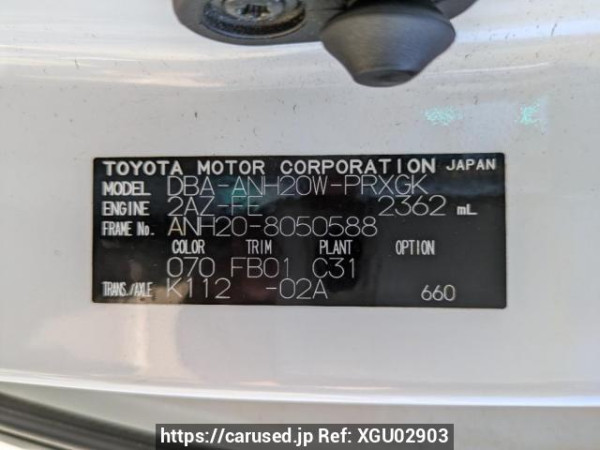 TOYOTA MOTOR CORPORATION JAPAN
MODEL DBA-ANH20W-PRXGK
ENGINE 2AZ-FE 2362 mL
FRAME No. ANH20-8050588
COLOR TRIM PLANT OPTION
070 FB01 C31
TRANS./AXLE K112 -02A 660
https://carused.jp Ref: XGU02903